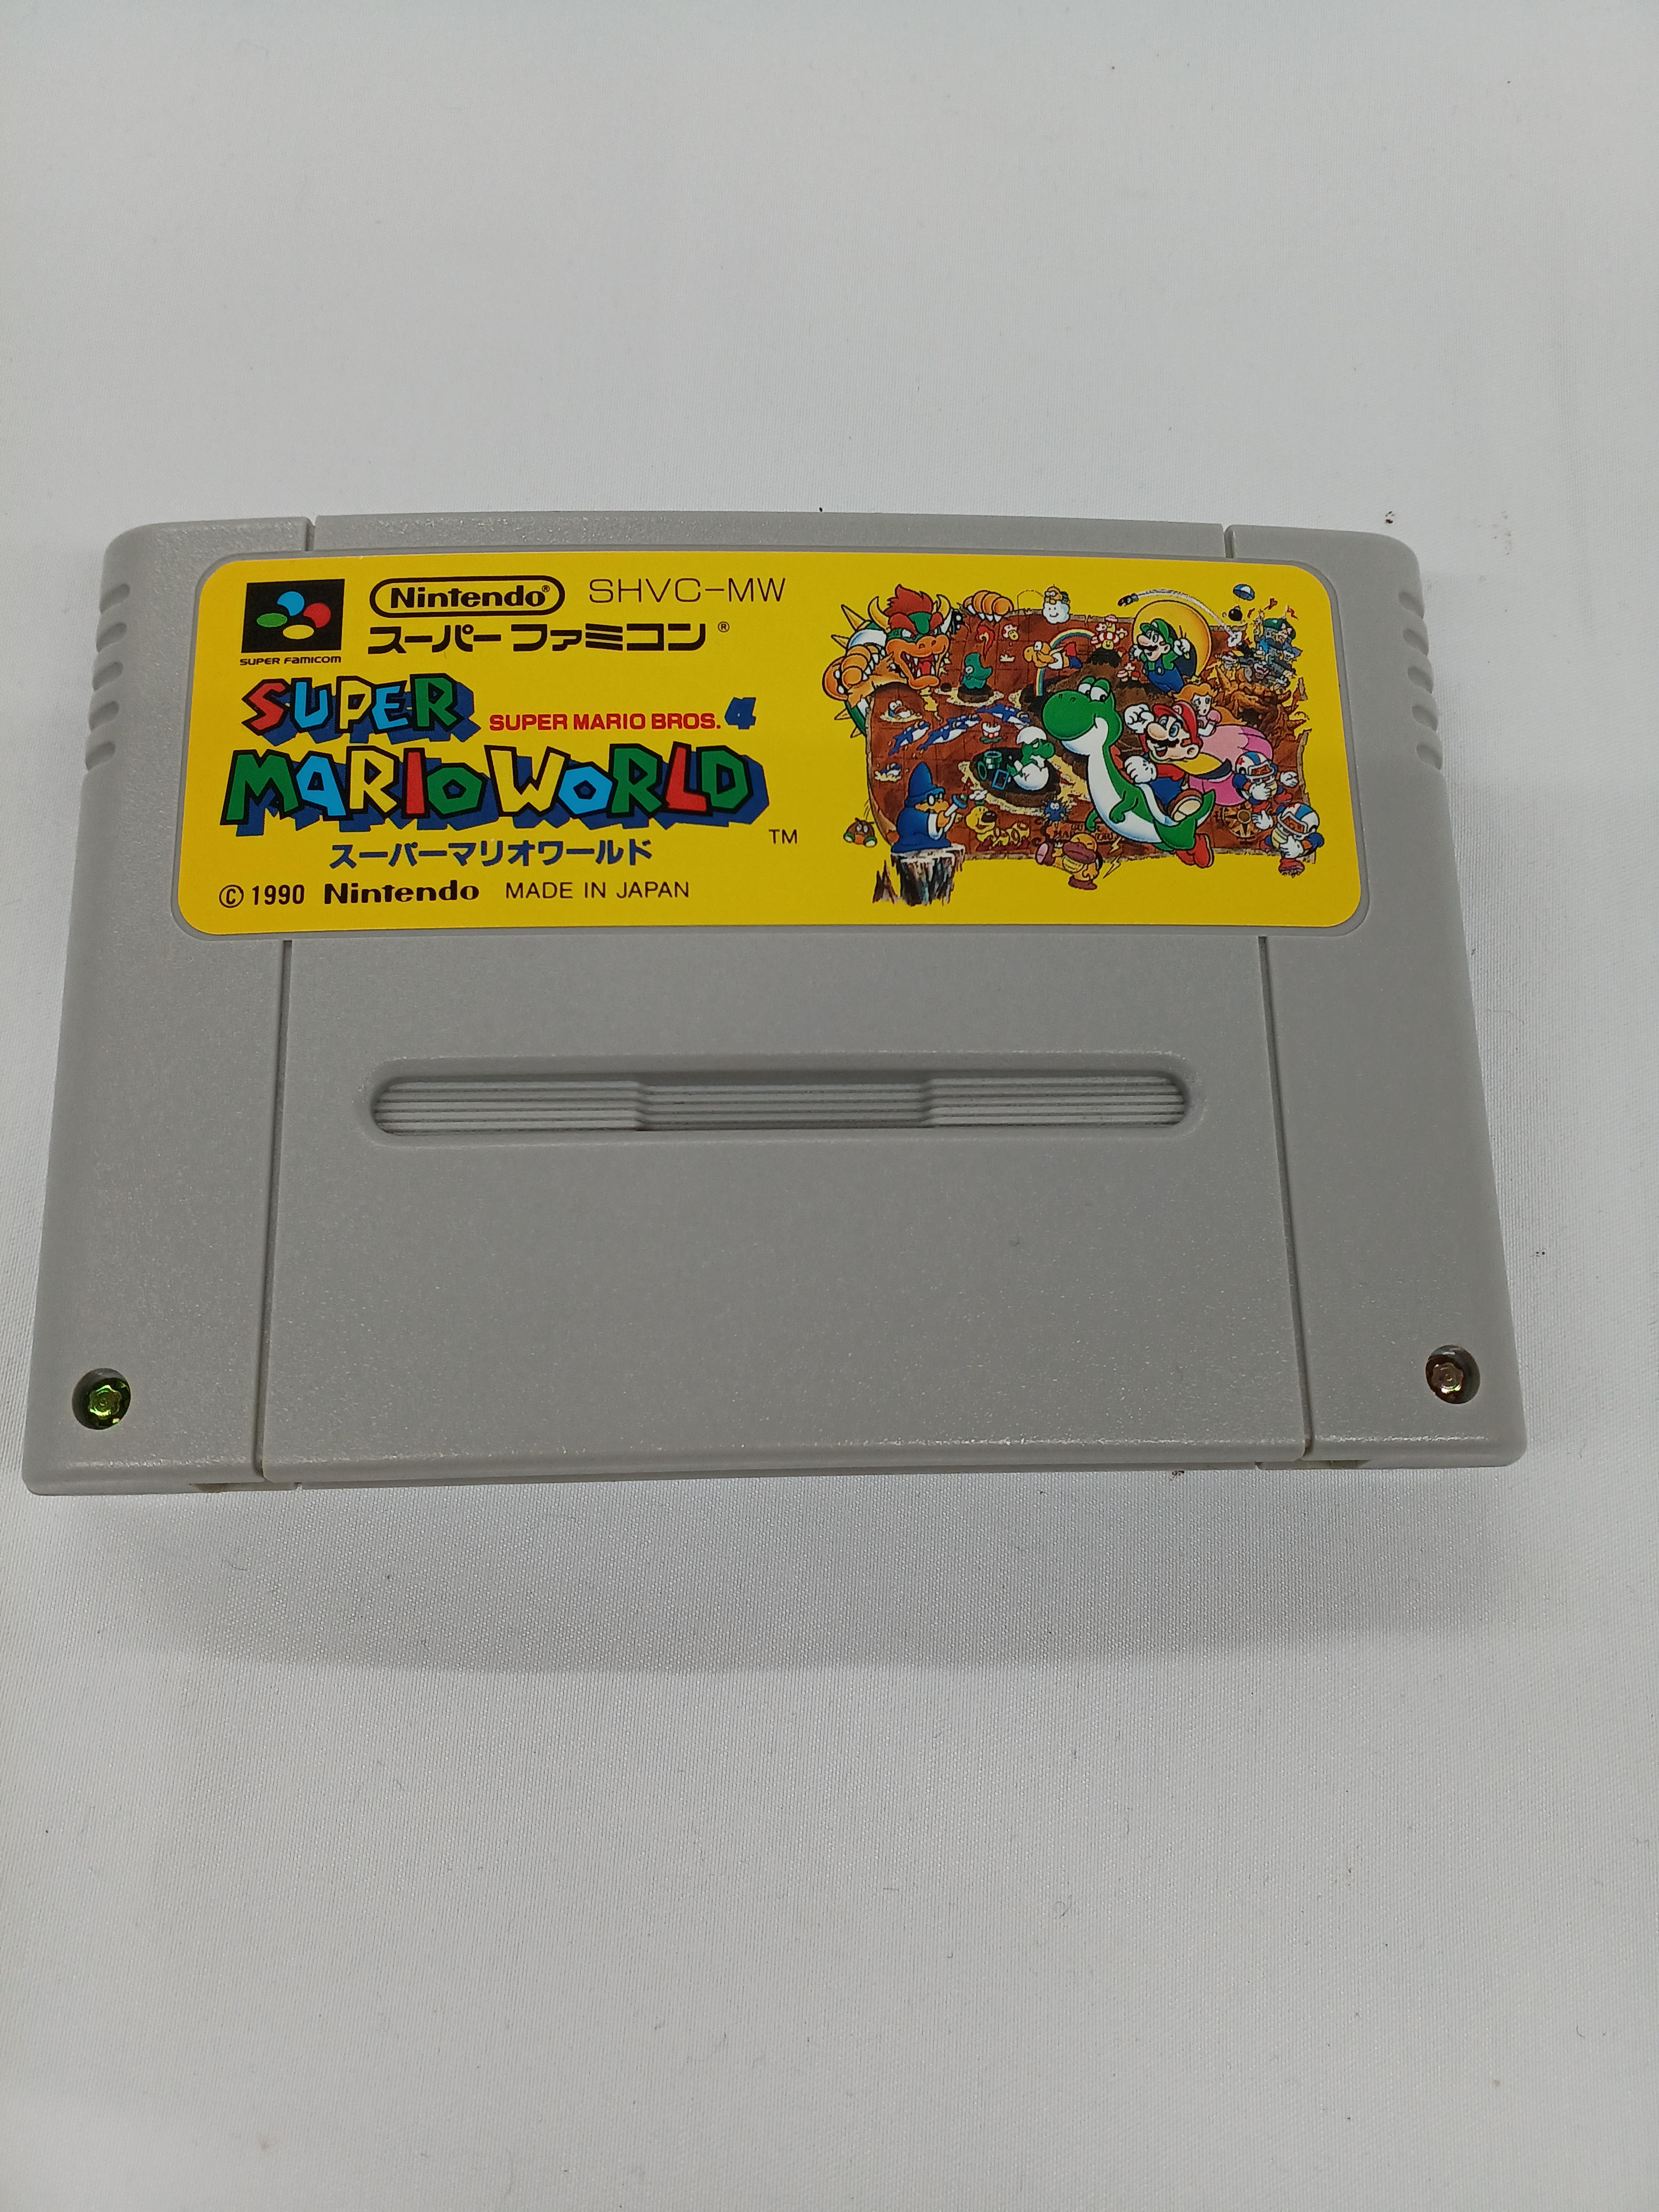 Nintendo® SHVC-MW
スーパーファミコン®
SUPER FAMICOM
SUPER SUPER MARIO BROS. 4
MARIO WORLD
TM
スーパーマリオワールド
© 1990 Nintendo MADE IN JAPAN